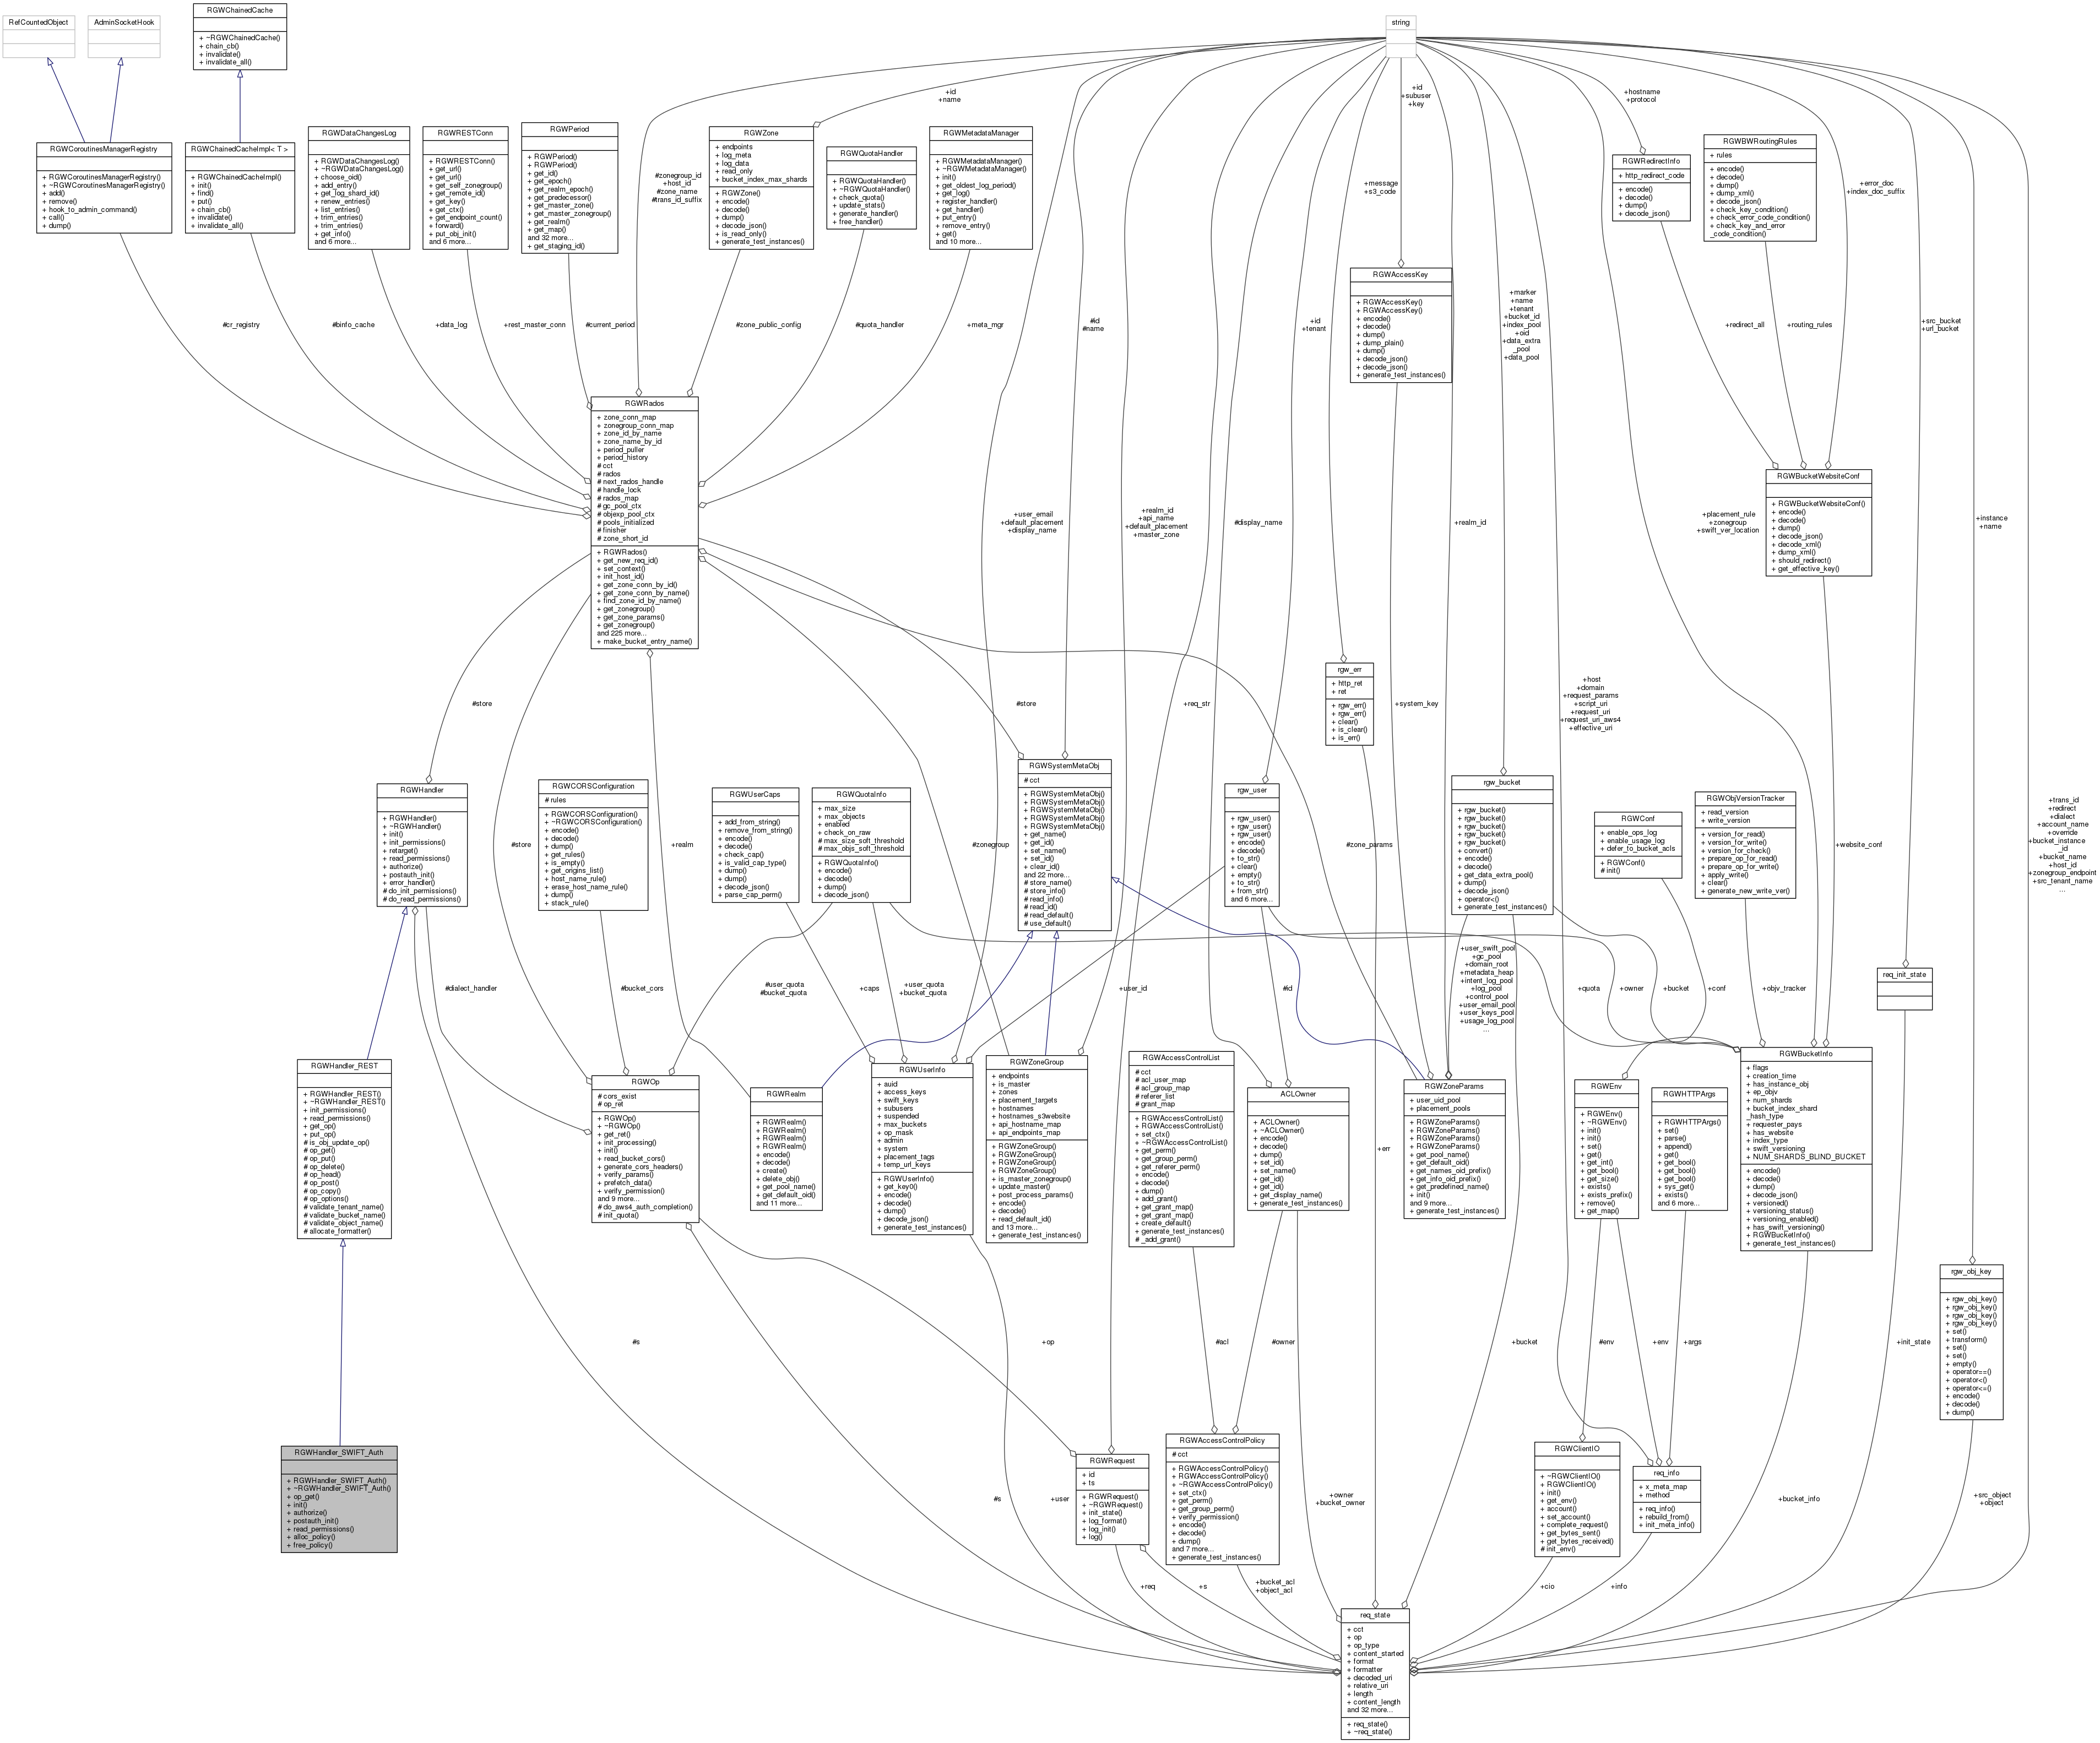 RefCountedObject
AdminSocketHook
RGWChainedCache
+ ~RGWChainedCache()
+ chain_cb()
+ invalidate()
+ invalidate_all()
string
+id
+name
+id
+subuser
+key
+hostname
+protocol
RGWCoroutinesManagerRegistry
+ RGWCoroutinesManagerRegistry()
+ ~RGWCoroutinesManagerRegistry()
+ add()
+ remove()
+ hook_to_admin_command()
+ call()
+ dump()
RGWChainedCacheImpl< T >
+ RGWChainedCacheImpl()
+ init()
+ find()
+ put()
+ chain_cb()
+ invalidate()
+ invalidate_all()
RGWDataChangesLog
+ RGWDataChangesLog()
+ ~RGWDataChangesLog()
+ choose_oid()
+ add_entry()
+ get_log_shard_id()
+ renew_entries()
+ list_entries()
+ trim_entries()
+ trim_entries()
+ get_info()
and 6 more...
RGWRESTConn
+ RGWRESTConn()
+ get_url()
+ get_url()
+ get_self_zonegroup()
+ get_remote_id()
+ get_key()
+ get_ctx()
+ get_endpoint_count()
+ forward()
+ put_obj_init()
and 6 more...
RGWPeriod
+ RGWPeriod()
+ RGWPeriod()
+ get_id()
+ get_epoch()
+ get_realm_epoch()
+ get_predecessor()
+ get_master_zone()
+ get_master_zonegroup()
+ get_realm()
+ get_map()
and 32 more...
+ get_staging_id()
#zonegroup_id
+host_id
#zone_name
#trans_id_suffix
RGWZone
+ endpoints
+ log_meta
+ log_data
+ read_only
+ bucket_index_max_shards
+ RGWZone()
+ encode()
+ decode()
+ dump()
+ decode_json()
+ is_read_only()
+ generate_test_instances()
RGWQuotaHandler
+ RGWQuotaHandler()
+ ~RGWQuotaHandler()
+ check_quota()
+ update_stats()
+ generate_handler()
+ free_handler()
RGWMetadataManager
+ RGWMetadataManager()
+ ~RGWMetadataManager()
+ init()
+ get_oldest_log_period()
+ get_log()
+ register_handler()
+ get_handler()
+ put_entry()
+ remove_entry()
+ get()
and 10 more...
+message
+s3_code
RGWRedirectInfo
+ http_redirect_code
+ encode()
+ decode()
+ dump()
+ decode_json()
RGWBWRoutingRules
+ rules
+ encode()
+ decode()
+ dump()
+ dump_xml()
+ decode_json()
+ check_key_condition()
+ check_error_code_condition()
+ check_key_and_error
_code_condition()
+error_doc
+index_doc_suffix
RGWAccessKey
+ RGWAccessKey()
+ RGWAccessKey()
+ encode()
+ decode()
+ dump()
+ dump_plain()
+ dump()
+ decode_json()
+ decode_json()
+ generate_test_instances()
#cr_registry
#binfo_cache
+data_log
+rest_master_conn
#current_period
#zone_public_config
#quota_handler
+meta_mgr
#id
#name
+id
+tenant
+marker
+name
+tenant
+bucket_id
+index_pool
+oid
+data_extra
_pool
+data_pool
+redirect_all
+routing_rules
+src_bucket
+url_bucket
RGWRados
+ zone_conn_map
+ zonegroup_conn_map
+ zone_id_by_name
+ zone_name_by_id
+ period_puller
+ period_history
# cct
# rados
# next_rados_handle
# handle_lock
# rados_map
# gc_pool_ctx
# objexp_pool_ctx
# pools_initialized
# finisher
# zone_short_id
+ RGWRados()
+ get_new_req_id()
+ set_context()
+ init_host_id()
+ get_zone_conn_by_id()
+ get_zone_conn_by_name()
+ find_zone_id_by_name()
+ get_zonegroup()
+ get_zone_params()
+ get_zonegroup()
and 225 more...
+ make_bucket_entry_name()
+user_email
+default_placement
+display_name
+realm_id
+api_name
+default_placement
+master_zone
#display_name
+realm_id
+placement_rule
+zonegroup
+swift_ver_location
RGWBucketWebsiteConf
+ RGWBucketWebsiteConf()
+ encode()
+ decode()
+ dump()
+ decode_json()
+ decode_xml()
+ dump_xml()
+ should_redirect()
+ get_effective_key()
+instance
+name
#store
#store
+req_str
rgw_err
+ http_ret
+ ret
+ rgw_err()
+ rgw_err()
+ clear()
+ is_clear()
+ is_err()
+system_key
+host
+domain
+request_params
+script_uri
+request_uri
+request_uri_aws4
+effective_uri
RGWHandler
+ RGWHandler()
+ ~RGWHandler()
+ init()
+ init_permissions()
+ retarget()
+ read_permissions()
+ authorize()
+ postauth_init()
+ error_handler()
# do_init_permissions()
# do_read_permissions()
#store
RGWCORSConfiguration
# rules
+ RGWCORSConfiguration()
+ ~RGWCORSConfiguration()
+ encode()
+ decode()
+ dump()
+ get_rules()
+ is_empty()
+ get_origins_list()
+ host_name_rule()
+ erase_host_name_rule()
+ dump()
+ stack_rule()
+realm
RGWUserCaps
+ add_from_string()
+ remove_from_string()
+ encode()
+ decode()
+ check_cap()
+ is_valid_cap_type()
+ dump()
+ dump()
+ decode_json()
+ parse_cap_perm()
RGWQuotaInfo
+ max_size
+ max_objects
+ enabled
+ check_on_raw
# max_size_soft_threshold
# max_objs_soft_threshold
+ RGWQuotaInfo()
+ encode()
+ decode()
+ dump()
+ decode_json()
#zonegroup
RGWSystemMetaObj
# cct
+ RGWSystemMetaObj()
+ RGWSystemMetaObj()
+ RGWSystemMetaObj()
+ RGWSystemMetaObj()
+ RGWSystemMetaObj()
+ get_name()
+ get_id()
+ set_name()
+ set_id()
+ clear_id()
and 22 more...
# store_name()
# store_info()
# read_info()
# read_id()
# read_default()
# use_default()
rgw_user
+ rgw_user()
+ rgw_user()
+ rgw_user()
+ encode()
+ decode()
+ to_str()
+ clear()
+ empty()
+ to_str()
+ from_str()
and 6 more...
#zone_params
rgw_bucket
+ rgw_bucket()
+ rgw_bucket()
+ rgw_bucket()
+ rgw_bucket()
+ rgw_bucket()
+ convert()
+ encode()
+ decode()
+ get_data_extra_pool()
+ dump()
+ decode_json()
+ operator<()
+ generate_test_instances()
RGWConf
+ enable_ops_log
+ enable_usage_log
+ defer_to_bucket_acls
+ RGWConf()
# init()
RGWObjVersionTracker
+ read_version
+ write_version
+ version_for_read()
+ version_for_write()
+ version_for_check()
+ prepare_op_for_read()
+ prepare_op_for_write()
+ apply_write()
+ clear()
+ generate_new_write_ver()
+website_conf
+trans_id
+redirect
+dialect
+account_name
+override
+bucket_instance
_id
+bucket_name
+host_id
+zonegroup_endpoint
+src_tenant_name
...
#dialect_handler
#bucket_cors
#user_quota
#bucket_quota
+caps
+user_quota
+bucket_quota
+user_id
#id
+user_swift_pool
+gc_pool
+domain_root
+metadata_heap
+intent_log_pool
+log_pool
+control_pool
+user_email_pool
+user_keys_pool
+usage_log_pool
...
+quota
+owner
+bucket
+conf
+objv_tracker
req_init_state
RGWHandler_REST
+ RGWHandler_REST()
+ ~RGWHandler_REST()
+ init_permissions()
+ read_permissions()
+ get_op()
+ put_op()
# is_obj_update_op()
# op_get()
# op_put()
# op_delete()
# op_head()
# op_post()
# op_copy()
# op_options()
# validate_tenant_name()
# validate_bucket_name()
# validate_object_name()
# allocate_formatter()
RGWOp
# cors_exist
# op_ret
+ RGWOp()
+ ~RGWOp()
+ get_ret()
+ init_processing()
+ init()
+ read_bucket_cors()
+ generate_cors_headers()
+ verify_params()
+ prefetch_data()
+ verify_permission()
and 9 more...
# do_aws4_auth_completion()
# init_quota()
RGWRealm
+ RGWRealm()
+ RGWRealm()
+ RGWRealm()
+ RGWRealm()
+ encode()
+ decode()
+ create()
+ delete_obj()
+ get_pool_name()
+ get_default_oid()
and 11 more...
RGWUserInfo
+ auid
+ access_keys
+ swift_keys
+ subusers
+ suspended
+ max_buckets
+ op_mask
+ admin
+ system
+ placement_tags
+ temp_url_keys
+ RGWUserInfo()
+ get_key0()
+ encode()
+ decode()
+ dump()
+ decode_json()
+ generate_test_instances()
RGWZoneGroup
+ endpoints
+ is_master
+ zones
+ placement_targets
+ hostnames
+ hostnames_s3website
+ api_hostname_map
+ api_endpoints_map
+ RGWZoneGroup()
+ RGWZoneGroup()
+ RGWZoneGroup()
+ RGWZoneGroup()
+ is_master_zonegroup()
+ update_master()
+ post_process_params()
+ encode()
+ decode()
+ read_default_id()
and 13 more...
+ generate_test_instances()
RGWAccessControlList
# cct
# acl_user_map
# acl_group_map
# referer_list
# grant_map
+ RGWAccessControlList()
+ RGWAccessControlList()
+ set_ctx()
+ ~RGWAccessControlList()
+ get_perm()
+ get_group_perm()
+ get_referer_perm()
+ encode()
+ decode()
+ dump()
+ add_grant()
+ get_grant_map()
+ get_grant_map()
+ create_default()
+ generate_test_instances()
# _add_grant()
ACLOwner
+ ACLOwner()
+ ~ACLOwner()
+ encode()
+ decode()
+ dump()
+ set_id()
+ set_name()
+ get_id()
+ get_id()
+ get_display_name()
+ generate_test_instances()
+err
RGWZoneParams
+ user_uid_pool
+ placement_pools
+ RGWZoneParams()
+ RGWZoneParams()
+ RGWZoneParams()
+ RGWZoneParams()
+ get_pool_name()
+ get_default_oid()
+ get_names_oid_prefix()
+ get_info_oid_prefix()
+ get_predefined_name()
+ init()
and 9 more...
+ generate_test_instances()
RGWEnv
+ RGWEnv()
+ ~RGWEnv()
+ init()
+ init()
+ set()
+ get()
+ get_int()
+ get_bool()
+ get_size()
+ exists()
+ exists_prefix()
+ remove()
+ get_map()
RGWHTTPArgs
+ RGWHTTPArgs()
+ set()
+ parse()
+ append()
+ get()
+ get_bool()
+ get_bool()
+ get_bool()
+ sys_get()
+ exists()
and 6 more...
RGWBucketInfo
+ flags
+ creation_time
+ has_instance_obj
+ ep_objv
+ num_shards
+ bucket_index_shard
_hash_type
+ requester_pays
+ has_website
+ index_type
+ swift_versioning
+ NUM_SHARDS_BLIND_BUCKET
+ encode()
+ decode()
+ dump()
+ decode_json()
+ versioned()
+ versioning_status()
+ versioning_enabled()
+ has_swift_versioning()
+ RGWBucketInfo()
+ generate_test_instances()
rgw_obj_key
+ rgw_obj_key()
+ rgw_obj_key()
+ rgw_obj_key()
+ rgw_obj_key()
+ set()
+ transform()
+ set()
+ set()
+ empty()
+ operator==()
+ operator<()
+ operator<=()
+ encode()
+ decode()
+ dump()
#s
+op
#acl
#owner
+bucket
#env
+env
+args
+init_state
RGWHandler_SWIFT_Auth
+ RGWHandler_SWIFT_Auth()
+ ~RGWHandler_SWIFT_Auth()
+ op_get()
+ init()
+ authorize()
+ postauth_init()
+ read_permissions()
+ alloc_policy()
+ free_policy()
#s
+user
RGWRequest
+ id
+ ts
+ RGWRequest()
+ ~RGWRequest()
+ init_state()
+ log_format()
+ log_init()
+ log()
RGWAccessControlPolicy
# cct
+ RGWAccessControlPolicy()
+ RGWAccessControlPolicy()
+ ~RGWAccessControlPolicy()
+ set_ctx()
+ get_perm()
+ get_group_perm()
+ verify_permission()
+ encode()
+ decode()
+ dump()
and 7 more...
+ generate_test_instances()
+owner
+bucket_owner
RGWClientIO
+ ~RGWClientIO()
+ RGWClientIO()
+ init()
+ get_env()
+ account()
+ set_account()
+ complete_request()
+ get_bytes_sent()
+ get_bytes_received()
# init_env()
req_info
+ x_meta_map
+ method
+ req_info()
+ rebuild_from()
+ init_meta_info()
+bucket_info
+src_object
+object
+req
+s
+bucket_acl
+object_acl
+cio
+info
req_state
+ cct
+ op
+ op_type
+ content_started
+ format
+ formatter
+ decoded_uri
+ relative_uri
+ length
+ content_length
and 32 more...
+ req_state()
+ ~req_state()